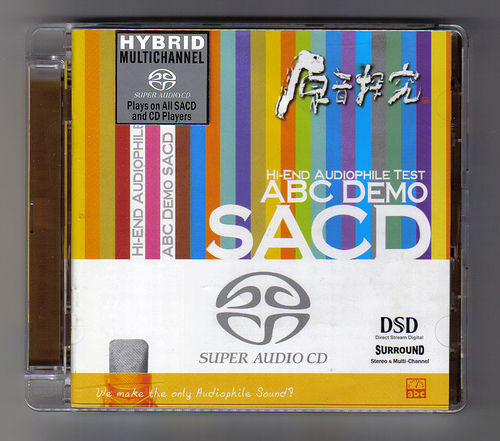 HYBRID
MULTICHANNEL
SUPER AUDIO CD
Plays on All SACD
and CD Players
HI-END AUDIOPHILE
ABC DEMO SACD
原音探究
HI-END AUDIOPHILE TEST
ABC DEMO
SACD
SUPER AUDIO CD
DSD
Direct Stream Digital
SURROUND
Stereo & Multi-Channel
We make the only Audiophile Sound?
abc